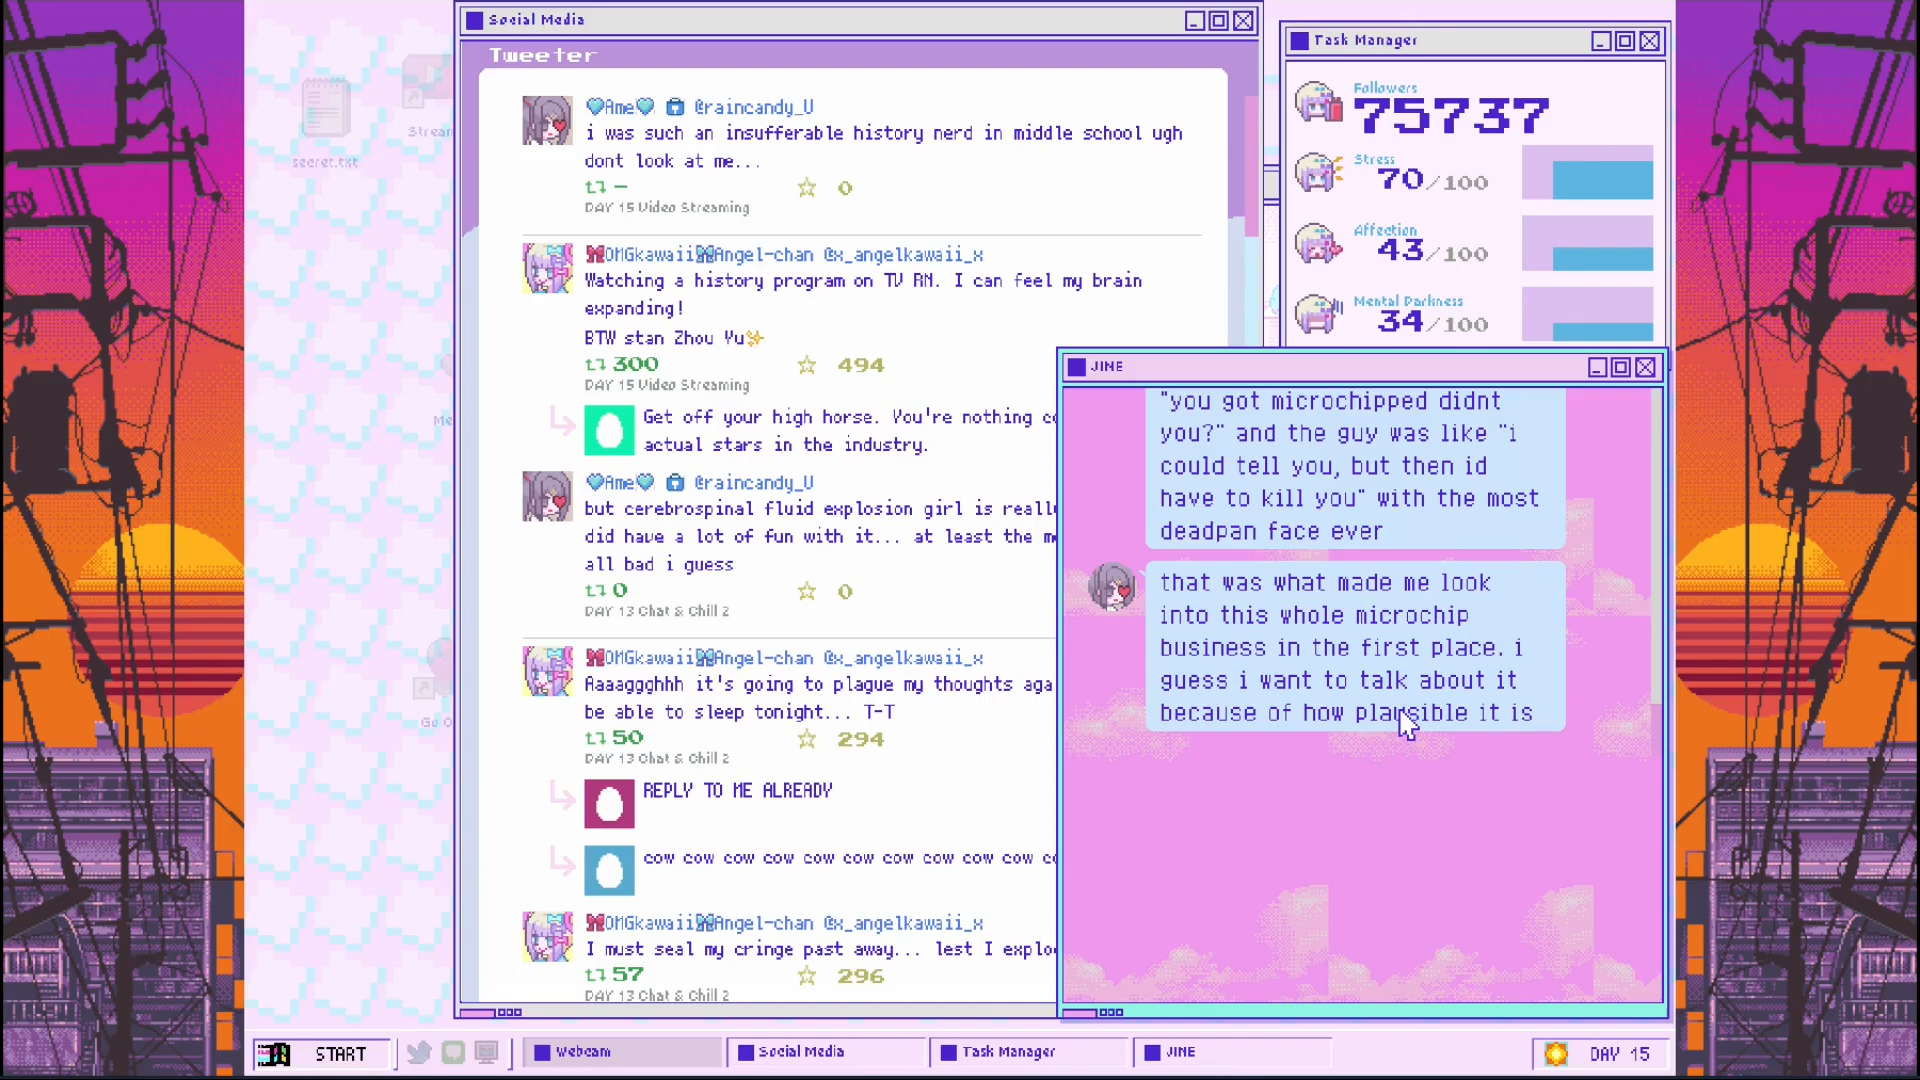 Social Media
Tweeter
Ame @raincandy_U
i was such an insufferable history nerd in middle school ugh
dont look at me...
0
DAY 15 Video Streaming
OMGkawaiiAngel-chan @x_angelkawaii_x
Watching a history program on TV RN. I can feel my brain
expanding!
BTW stan Zhou Yu
300
494
DAY 15 Video Streaming
Get off your high horse. You're nothing
actual stars in the industry.
Ame @raincandy_U
but cerebrospinal fluid explosion girl is
did have a lot of fun with it... at least the
all bad i guess
0
0
DAY 13 Chat & Chill 2
OMGkawaiiAngel-chan @x_angelkawaii_x
Aaaaggghhh it's going to plague my thoughts
be able to sleep tonight... T-T
50
294
DAY 13 Chat & Chill 2
REPLY TO ME ALREADY
cow cow cow cow cow cow cow cow cow cow
OMGkawaiiAngel-chan @x_angelkawaii_x
I must seal my cringe past away... lest I
57
296
DAY 13 Chat & Chill 2
Task Manager
Followers
75737
Stress
70/100
Affection
43/100
Mental Darkness
34/100
JINE
"you got microchipped didnt
you?" and the guy was like "i
could tell you, but then id
have to kill you" with the most
deadpan face ever
that was what made me look
into this whole microchip
business in the first place. i
guess i want to talk about it
because of how plausible it is
secret.txt
START
Webcam
Social Media
Task Manager
JINE
DAY 15